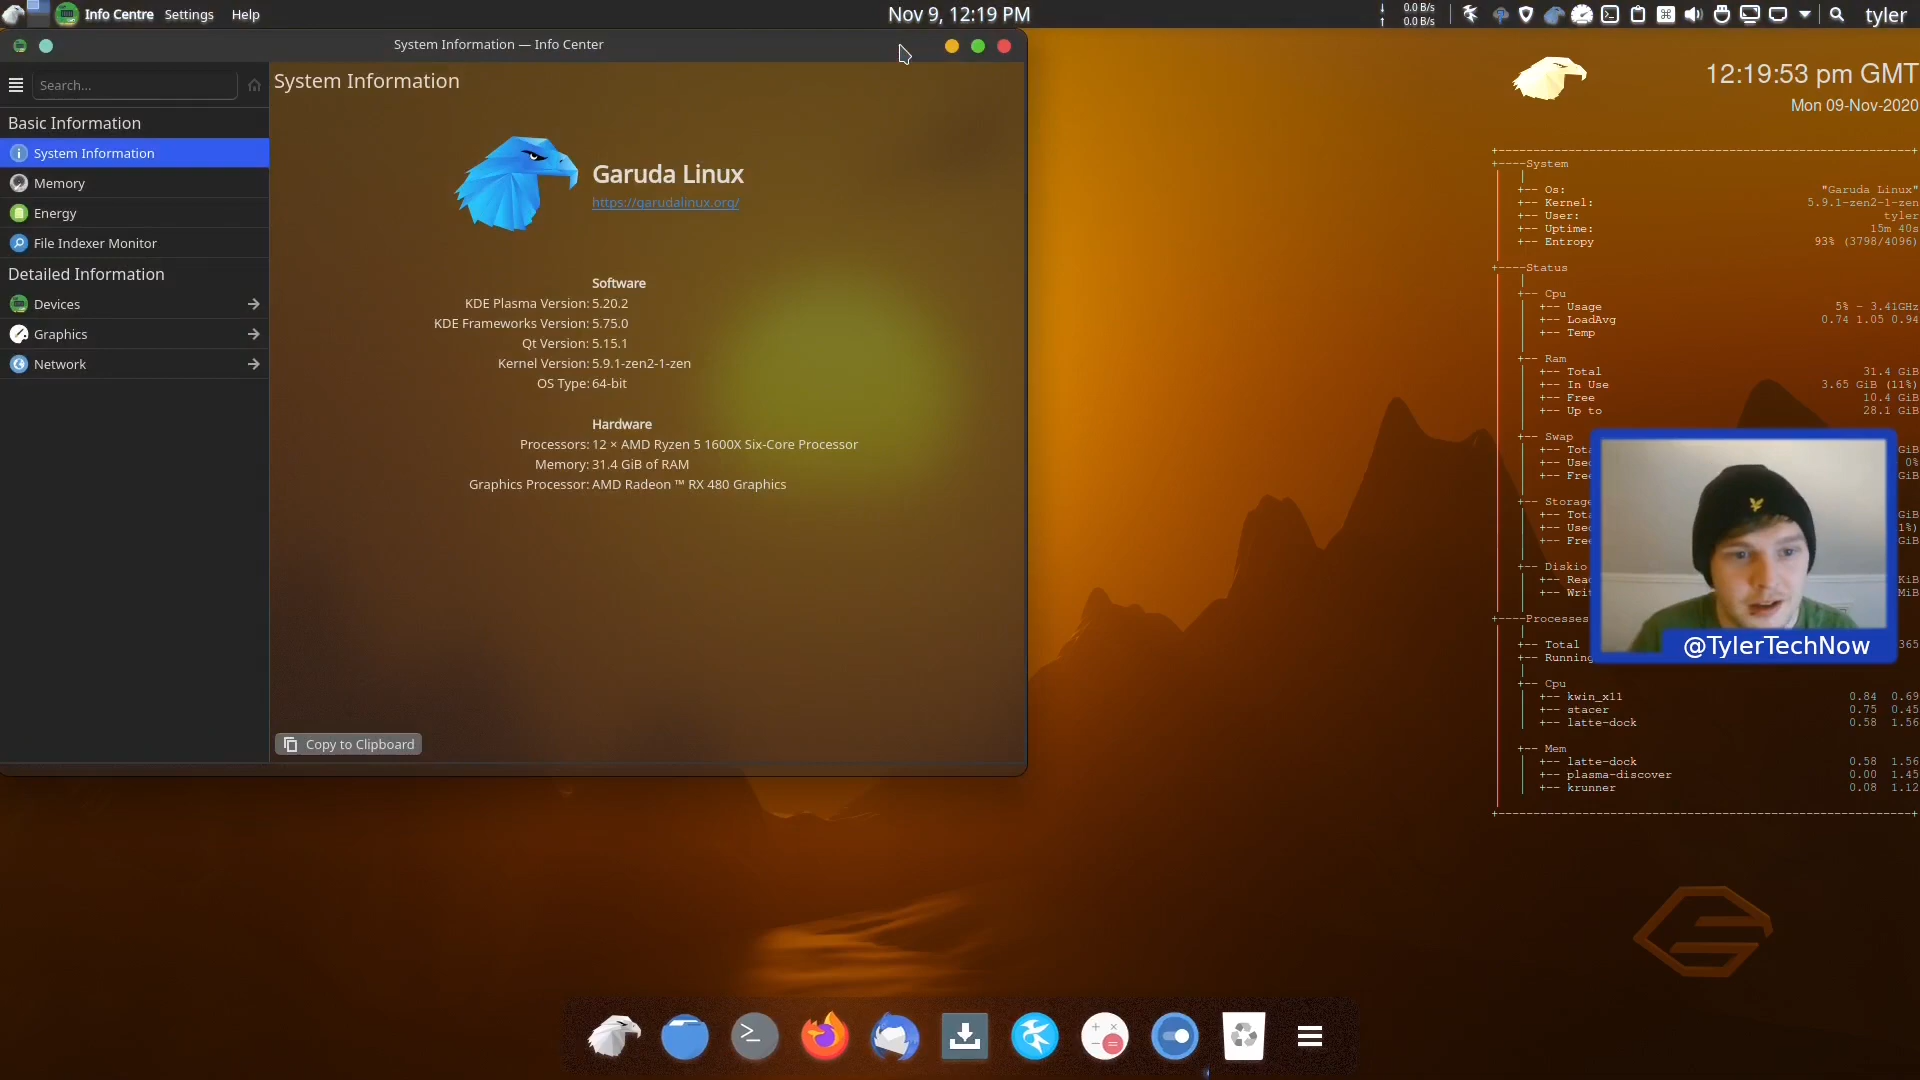 Info Centre Settings Help
Nov 9, 12:19 PM
0.0 B/s
0.0 B/s
tyler
System Information — Info Center
Search...
Basic Information
System Information
Memory
Energy
File Indexer Monitor
Detailed Information
Devices
Graphics
Network
System Information
Garuda Linux
https://garudalinux.org/
Software
KDE Plasma Version: 5.20.2
KDE Frameworks Version: 5.75.0
Qt Version: 5.15.1
Kernel Version: 5.9.1-zen2-1-zen
OS Type: 64-bit
Hardware
Processors: 12 × AMD Ryzen 5 1600X Six-Core Processor
Memory: 31.4 GiB of RAM
Graphics Processor: AMD Radeon ™ RX 480 Graphics
Copy to Clipboard
12:19:53 pm GMT
Mon 09-Nov-2020
System
Os: "Garuda Linux"
Kernel: 5.9.1-zen2-1-zen
User: tyler
Uptime: 15m 40s
Entropy 93% (3798/4096)
Status
Cpu
Usage 5% - 3.41GHz
LoadAvg 0.74 1.05 0.94
Temp
Ram
Total 31.4 GiB
In Use 3.65 GiB (11%)
Free 10.4 GiB
Up to 28.1 GiB
Swap
GiB
0%
GiB
Storage
GiB
GiB
Diskio
KiB
MiB
Processes
Total 365
Running
Cpu
kwin_x11 0.84 0.69
stacer 0.75 0.45
latte-dock 0.58 1.56
Mem
latte-dock 0.58 1.56
plasma-discover 0.00 1.45
krunner 0.08 1.12
@TylerTechNow